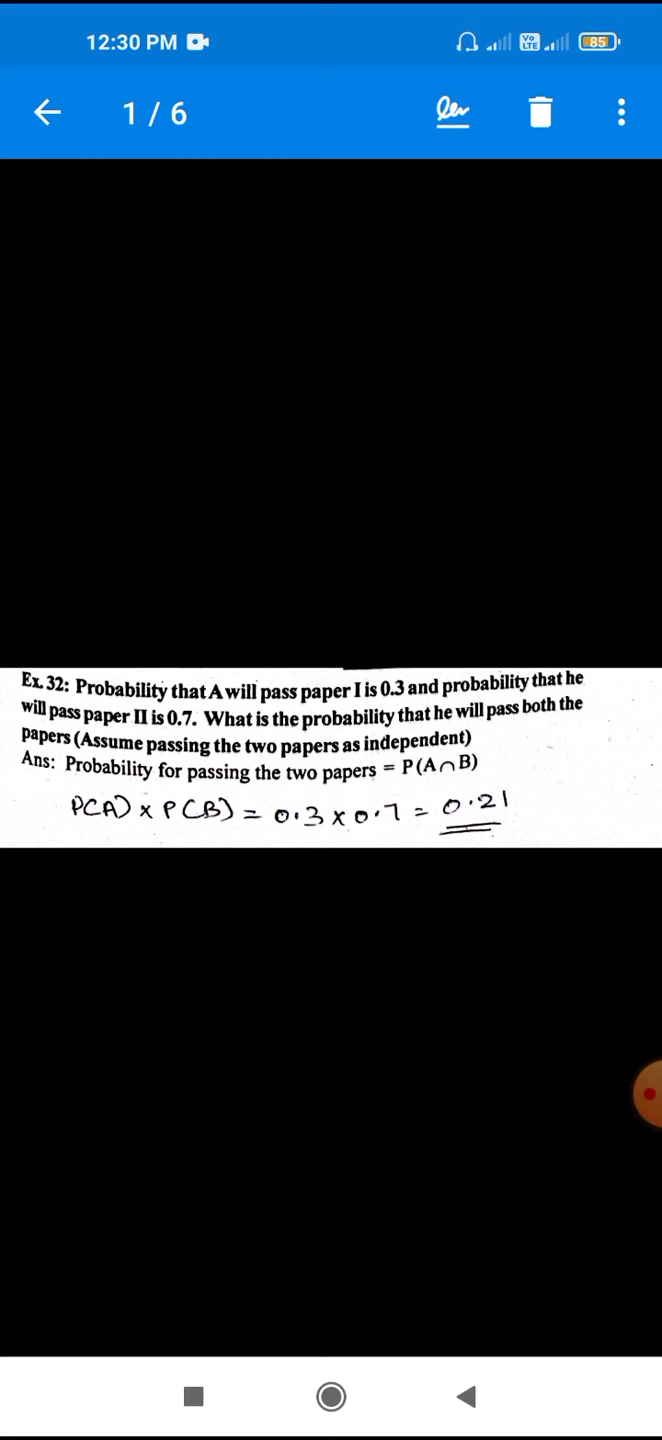 12:30 PM
Vo LTE
85
1 / 6
Ex. 32: Probability that A will pass paper I is 0.3 and probability that he
will pass paper II is 0.7. What is the probability that he will pass both the
papers (Assume passing the two papers as independent)
Ans: Probability for passing the two papers = P(A∩B)
P(A) x P(B) = 0.3 x 0.7 = 0.21